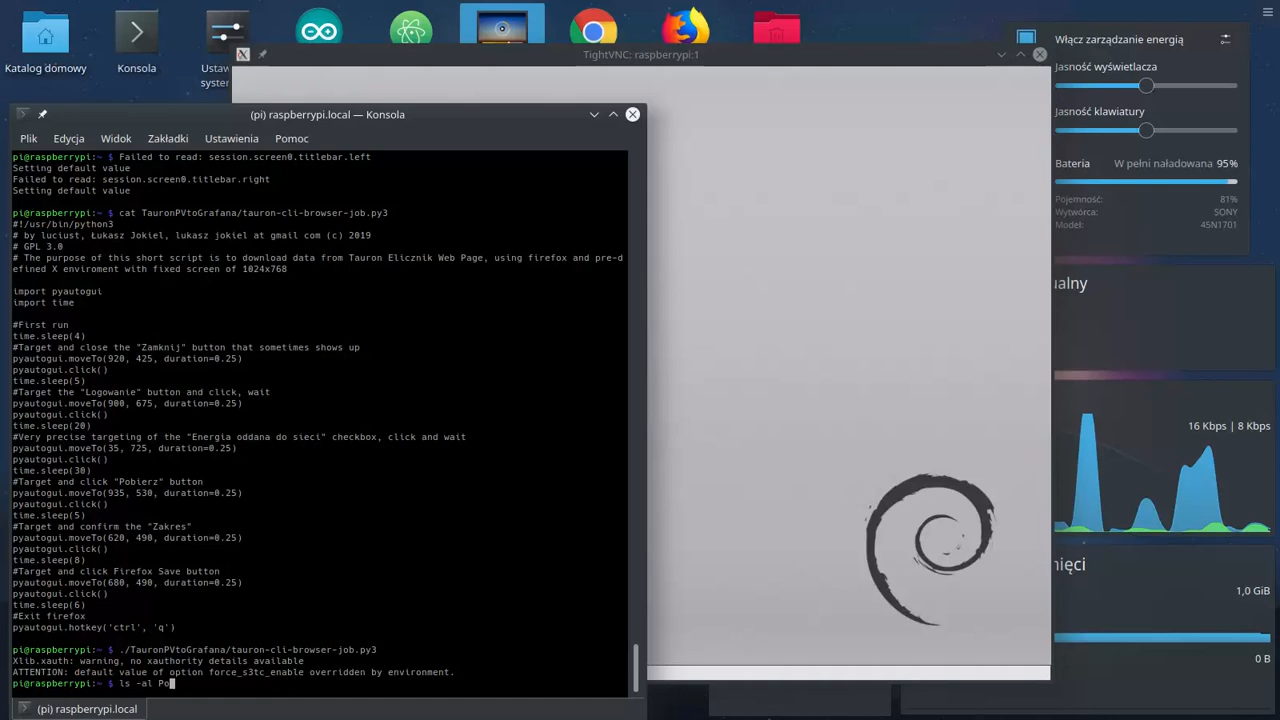 Katalog domowy
Konsola
Ustaw
system
TightVNC: raspberrypi:1
Włącz zarządzanie energią
Jasność wyświetlacza
Jasność klawiatury
Bateria W pełni naładowana 95%
Pojemność: 81%
Wytwórca: SONY
Model: 45N1701
ualny
16 Kbps | 8 Kbps
mięci
1,0 GiB
0 B
(pi) raspberrypi.local — Konsola
Plik Edycja Widok Zakładki Ustawienia Pomoc
pi@raspberrypi:~ $ Failed to read: session.screen0.titlebar.left
Setting default value
Failed to read: session.screen0.titlebar.right
Setting default value
pi@raspberrypi:~ $ cat TauronPVtoGrafana/tauron-cli-browser-job.py3
#!/usr/bin/python3
# by luciust, Łukasz Jokiel, lukasz jokiel at gmail com (c) 2019
# GPL 3.0
# The purpose of this short script is to download data from Tauron Elicznik Web Page, using firefox and pre-d
efined X enviroment with fixed screen of 1024x768
import pyautogui
import time
#First run
time.sleep(4)
#Target and close the "Zamknij" button that sometimes shows up
pyautogui.moveTo(920, 425, duration=0.25)
pyautogui.click()
time.sleep(5)
#Target the "Logowanie" button and click, wait
pyautogui.moveTo(900, 675, duration=0.25)
pyautogui.click()
time.sleep(20)
#Very precise targeting of the "Energia oddana do sieci" checkbox, click and wait
pyautogui.moveTo(35, 725, duration=0.25)
pyautogui.click()
time.sleep(30)
#Target and click "Pobierz" button
pyautogui.moveTo(935, 530, duration=0.25)
pyautogui.click()
time.sleep(5)
#Target and confirm the "Zakres"
pyautogui.moveTo(620, 490, duration=0.25)
pyautogui.click()
time.sleep(8)
#Target and click Firefox Save button
pyautogui.moveTo(680, 490, duration=0.25)
pyautogui.click()
time.sleep(6)
#Exit firefox
pyautogui.hotkey('ctrl', 'q')
pi@raspberrypi:~ $ ./TauronPVtoGrafana/tauron-cli-browser-job.py3
Xlib.xauth: warning, no xauthority details available
ATTENTION: default value of option force_s3tc_enable overridden by environment.
pi@raspberrypi:~ $ ls -al Po
(pi) raspberrypi.local